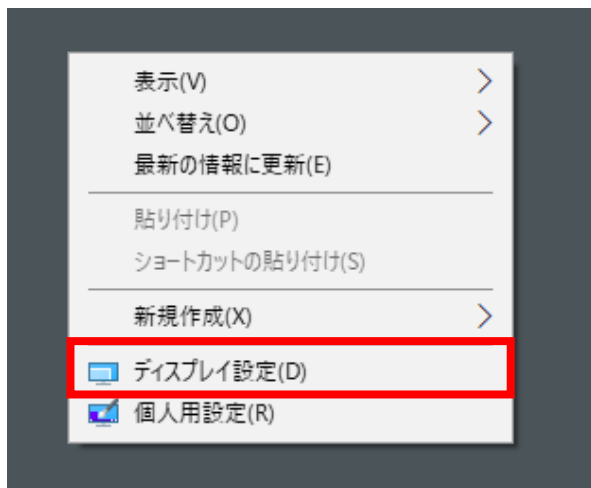 表示(V)
並べ替え(O)
最新の情報に更新(E)
貼り付け(P)
ショートカットの貼り付け(S)
新規作成(X)
ディスプレイ設定(D)
個人用設定(R)